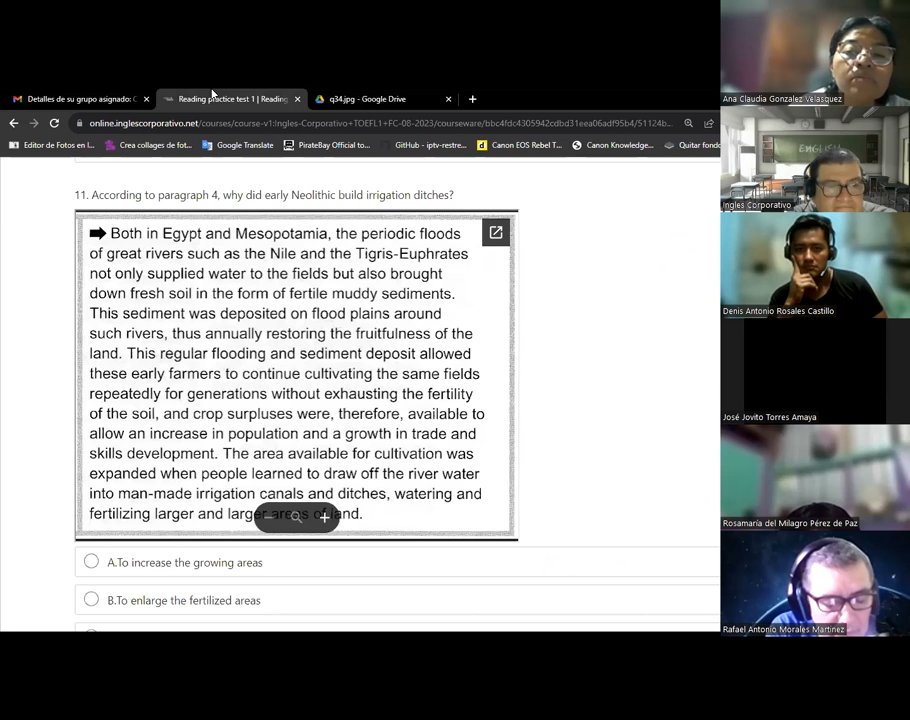 Detalles de su grupo asignado: C
Reading practice test 1 | Reading
q34.jpg - Google Drive
online.inglescorporativo.net/courses/course-v1:Ingles-Corporativo+TOEFL1+FC-08-2023/courseware/bbc4fdc4305942cdbd31eea06adf95b4/51124b...
Editor de Fotos en l...
Crea collages de fot...
Google Translate
PirateBay Official to...
GitHub - iptv-restre...
Canon EOS Rebel T...
Canon Knowledge...
Quitar fondo
11. According to paragraph 4, why did early Neolithic build irrigation ditches?
Both in Egypt and Mesopotamia, the periodic floods
of great rivers such as the Nile and the Tigris-Euphrates
not only supplied water to the fields but also brought
down fresh soil in the form of fertile muddy sediments.
This sediment was deposited on flood plains around
such rivers, thus annually restoring the fruitfulness of the
land. This regular flooding and sediment deposit allowed
these early farmers to continue cultivating the same fields
repeatedly for generations without exhausting the fertility
of the soil, and crop surpluses were, therefore, available to
allow an increase in population and a growth in trade and
skills development. The area available for cultivation was
expanded when people learned to draw off the river water
into man-made irrigation canals and ditches, watering and
fertilizing larger and larger areas of land.
A.To increase the growing areas
B.To enlarge the fertilized areas
Ana Claudia Gonzalez Velasquez
ENGLISH
Ingles Corporativo
Denis Antonio Rosales Castillo
José Jovito Torres Amaya
Rosamaría del Milagro Pérez de Paz
Rafael Antonio Morales Martinez